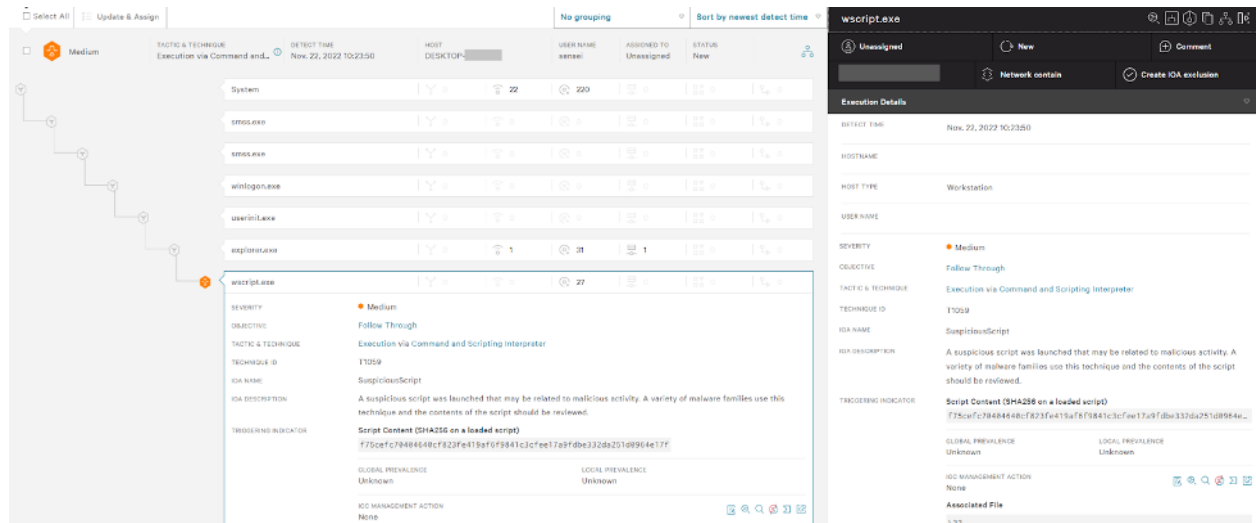 Select All
Update & Assign
No grouping
Sort by newest detect time
Medium
TACTIC & TECHNIQUE
Execution via Command and...
DETECT TIME
Nov. 22, 2022 10:23:50
HOST
DESKTOP-
USER NAME
sensei
ASSIGNED TO
Unassigned
STATUS
New
System 22 220
smss.exe
smss.exe
winlogon.exe
userinit.exe
explorer.exe 1 31 1
wscript.exe 27
SEVERITY Medium
OBJECTIVE Follow Through
TACTIC & TECHNIQUE Execution via Command and Scripting Interpreter
TECHNIQUE ID T1059
IOA NAME SuspiciousScript
IOA DESCRIPTION A suspicious script was launched that may be related to malicious activity. A variety of malware families use this
technique and the contents of the script should be reviewed.
TRIGGERING INDICATOR Script Content (SHA256 on a loaded script)
f75cefc70404640cf823fe419af6f9841c3cfee17a9fdbe332da251d0964e17f
GLOBAL PREVALENCE LOCAL PREVALENCE
Unknown Unknown
IOC MANAGEMENT ACTION
None
wscript.exe
Unassigned
New
Comment
Network contain
Create IOA exclusion
Execution Details
DETECT TIME Nov. 22, 2022 10:23:50
HOSTNAME
HOST TYPE Workstation
USER NAME
SEVERITY Medium
OBJECTIVE Follow Through
TACTIC & TECHNIQUE Execution via Command and Scripting Interpreter
TECHNIQUE ID T1059
IOA NAME SuspiciousScript
IOA DESCRIPTION A suspicious script was launched that may be related to malicious activity. A
variety of malware families use this technique and the contents of the script
should be reviewed.
TRIGGERING INDICATOR Script Content (SHA256 on a loaded script)
f75cefc70404640cf823fe419af6f9841c3cfee17a9fdbe332da251d0964e…
GLOBAL PREVALENCE LOCAL PREVALENCE
Unknown Unknown
IOC MANAGEMENT ACTION
None
Associated File